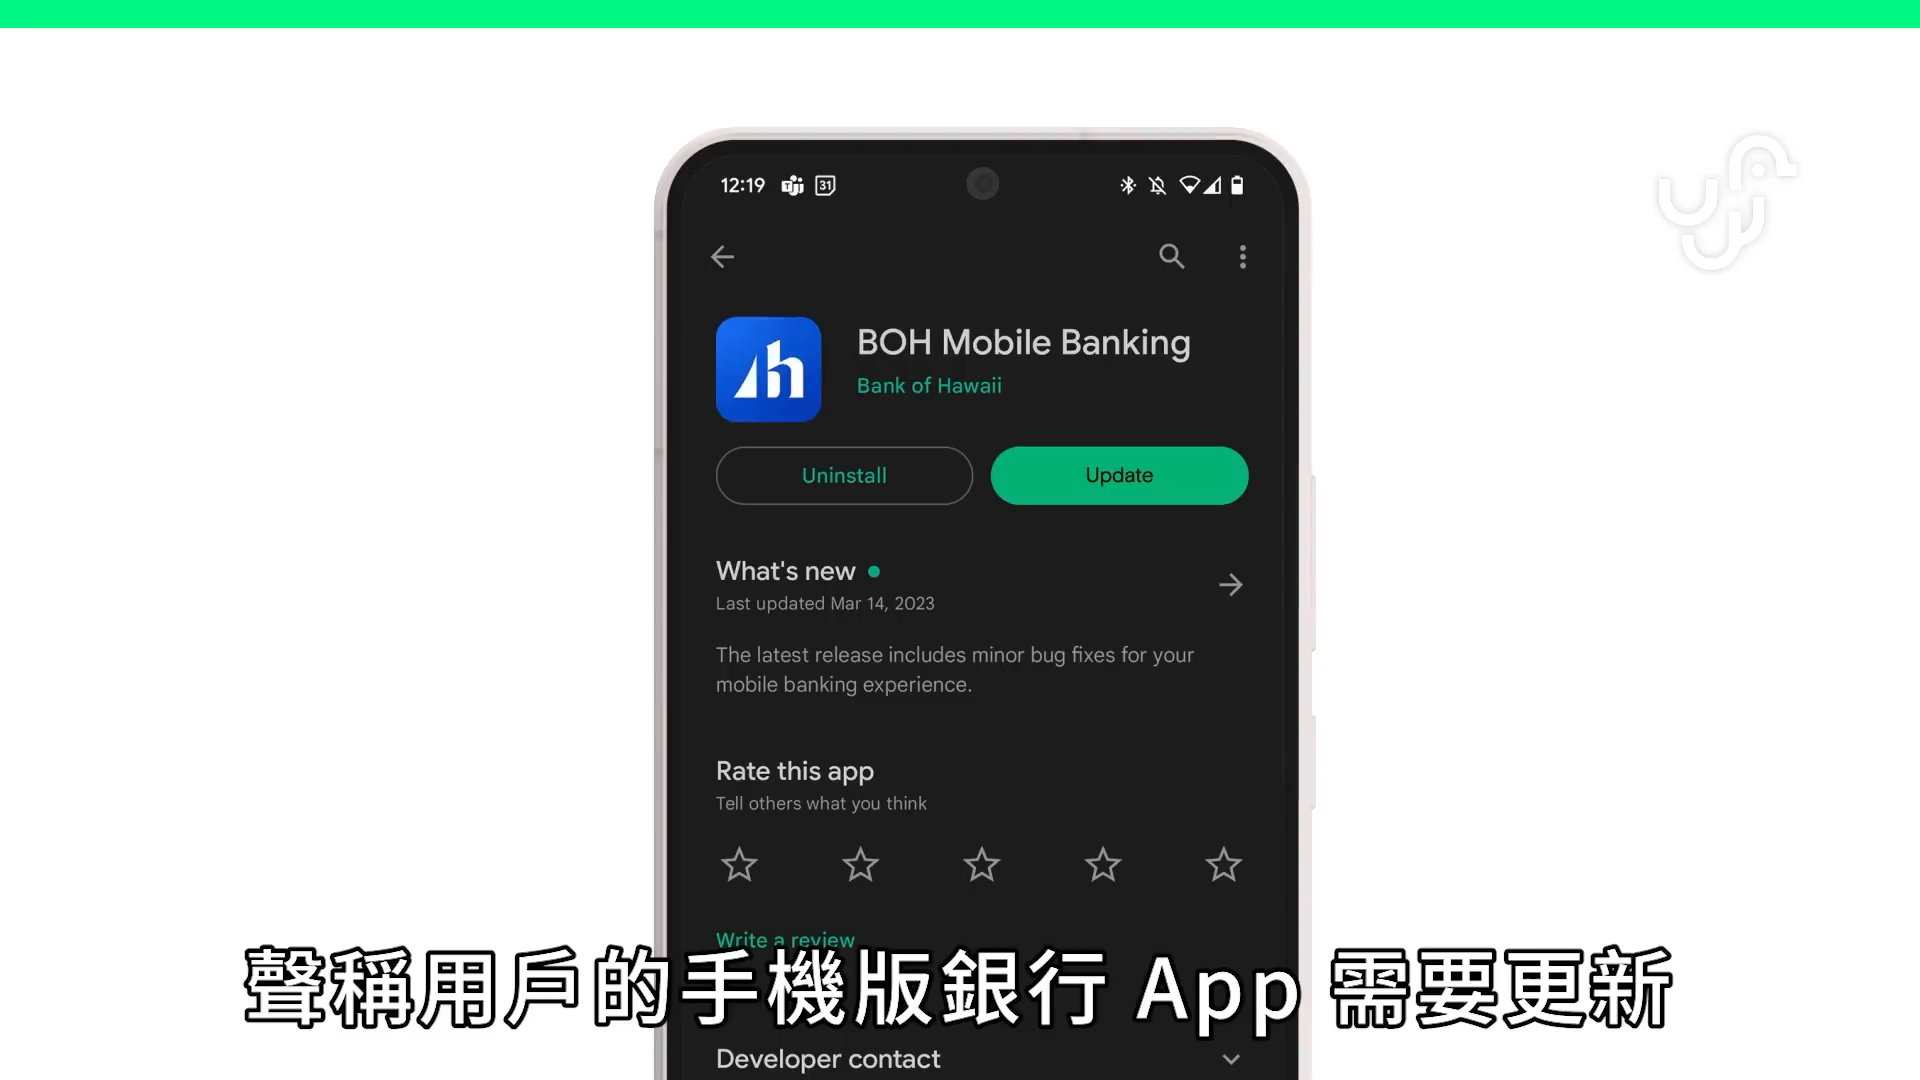 12:19
31
BOH Mobile Banking
Bank of Hawaii
Uninstall
Update
What's new
Last updated Mar 14, 2023
The latest release includes minor bug fixes for your
mobile banking experience.
Rate this app
Tell others what you think
Write a review
聲稱用戶的手機版銀行 App 需要更新
Developer contact